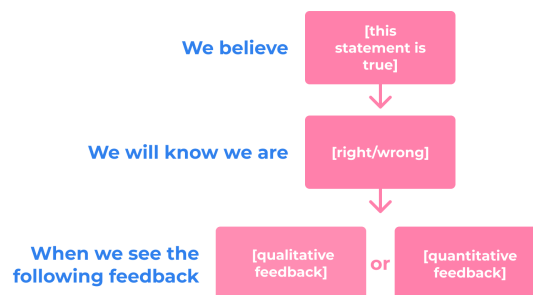 We believe
[this
statement is
true]
We will know we are
[right/wrong]
When we see the
following feedback
[qualitative
feedback]
or
[quantitative
feedback]